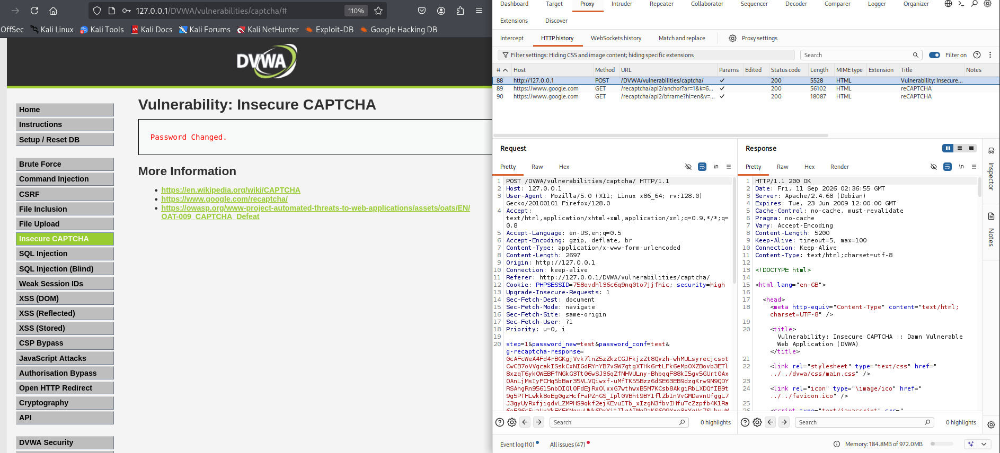 127.0.0.1/DVWA/vulnerabilities/captcha/#
110%
OffSec
Kali Linux
Kali Tools
Kali Docs
Kali Forums
Kali NetHunter
Exploit-DB
Google Hacking DB
DVWA
Home
Instructions
Setup / Reset DB
Brute Force
Command Injection
CSRF
File Inclusion
File Upload
Insecure CAPTCHA
SQL Injection
SQL Injection (Blind)
Weak Session IDs
XSS (DOM)
XSS (Reflected)
XSS (Stored)
CSP Bypass
JavaScript Attacks
Authorisation Bypass
Open HTTP Redirect
Cryptography
API
DVWA Security
Vulnerability: Insecure CAPTCHA
Password Changed.
More Information
https://en.wikipedia.org/wiki/CAPTCHA
https://www.google.com/recaptcha/
https://owasp.org/www-project-automated-threats-to-web-applications/assets/oats/EN/
OAT-009_CAPTCHA_Defeat
Dashboard Target Proxy Intruder Repeater Collaborator Sequencer Decoder Comparer Logger Organizer
Extensions Discover
Intercept HTTP history WebSockets history Match and replace Proxy settings
Filter settings: Hiding CSS and image content; hiding specific extensions
Search
Filter on
# Host Method URL Params Edited Status code Length MIME type Extension Title Notes
88 http://127.0.0.1 POST /DVWA/vulnerabilities/captcha/ ✓ 200 5528 HTML Vulnerability: Insecure...
89 https://www.google.com GET /recaptcha/api2/anchor?ar=1&k=6... ✓ 200 56102 HTML reCAPTCHA
90 https://www.google.com GET /recaptcha/api2/bframe?hl=en&v=... ✓ 200 18087 HTML reCAPTCHA
Request
Pretty Raw Hex
\n
1 POST /DVWA/vulnerabilities/captcha/ HTTP/1.1
2 Host: 127.0.0.1
3 User-Agent: Mozilla/5.0 (X11; Linux x86_64; rv:128.0)
Gecko/20100101 Firefox/128.0
4 Accept:
text/html,application/xhtml+xml,application/xml;q=0.9,*/*;q=
0.8
5 Accept-Language: en-US,en;q=0.5
6 Accept-Encoding: gzip, deflate, br
7 Content-Type: application/x-www-form-urlencoded
8 Content-Length: 2697
9 Origin: http://127.0.0.1
10 Connection: keep-alive
11 Referer: http://127.0.0.1/DVWA/vulnerabilities/captcha/
12 Cookie: PHPSESSID=758ovdhl36c6q9nq0to7jjfhic; security=high
13 Upgrade-Insecure-Requests: 1
14 Sec-Fetch-Dest: document
15 Sec-Fetch-Mode: navigate
16 Sec-Fetch-Site: same-origin
17 Sec-Fetch-User: ?1
18 Priority: u=0, i
19
20 step=1&password_new=test&password_conf=test&
g-recaptcha-response=
Search
0 highlights
Response
Pretty Raw Hex Render
\n
1 HTTP/1.1 200 OK
2 Date: Fri, 11 Sep 2026 02:36:55 GMT
3 Server: Apache/2.4.68 (Debian)
4 Expires: Tue, 23 Jun 2009 12:00:00 GMT
5 Cache-Control: no-cache, must-revalidate
6 Pragma: no-cache
7 Vary: Accept-Encoding
8 Content-Length: 5200
9 Keep-Alive: timeout=5, max=100
10 Connection: Keep-Alive
11 Content-Type: text/html;charset=utf-8
12
13 <!DOCTYPE html>
14
15 <html lang="en-GB">
16
17 <head>
18 <meta http-equiv="Content-Type" content="text/html;
charset=UTF-8" />
19
20 <title>
Vulnerability: Insecure CAPTCHA :: Damn Vulnerable
Web Application (DVWA)
</title>
21
22 <link rel="stylesheet" type="text/css" href="
../../dvwa/css/main.css" />
23
24 <link rel="icon" type="\image/ico" href="
../../favicon.ico" />
25
26 <script type="text/javascript" src="
Search
0 highlights
Inspector
Notes
Event log (10)
All issues (47)
Memory: 184.8MB of 972.0MB